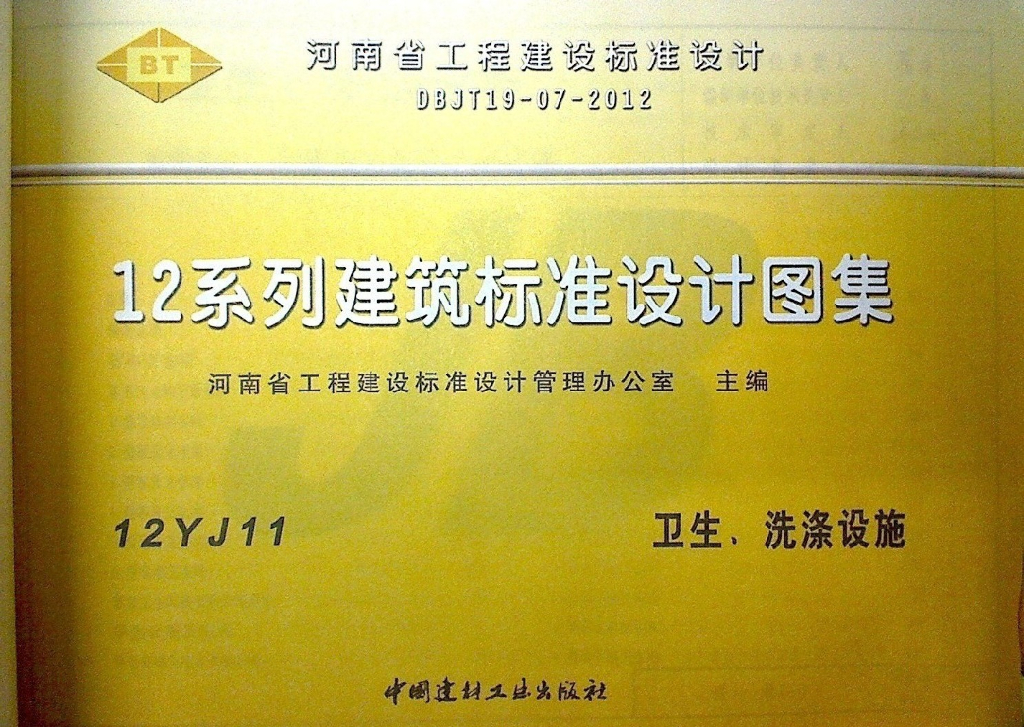 BT
河南省工程建设标准设计
DBJT19-07-2012
12系列建筑标准设计图集
河南省工程建设标准设计管理办公室 主编
12YJ11 卫生、洗涤设施
中国建材工业出版社